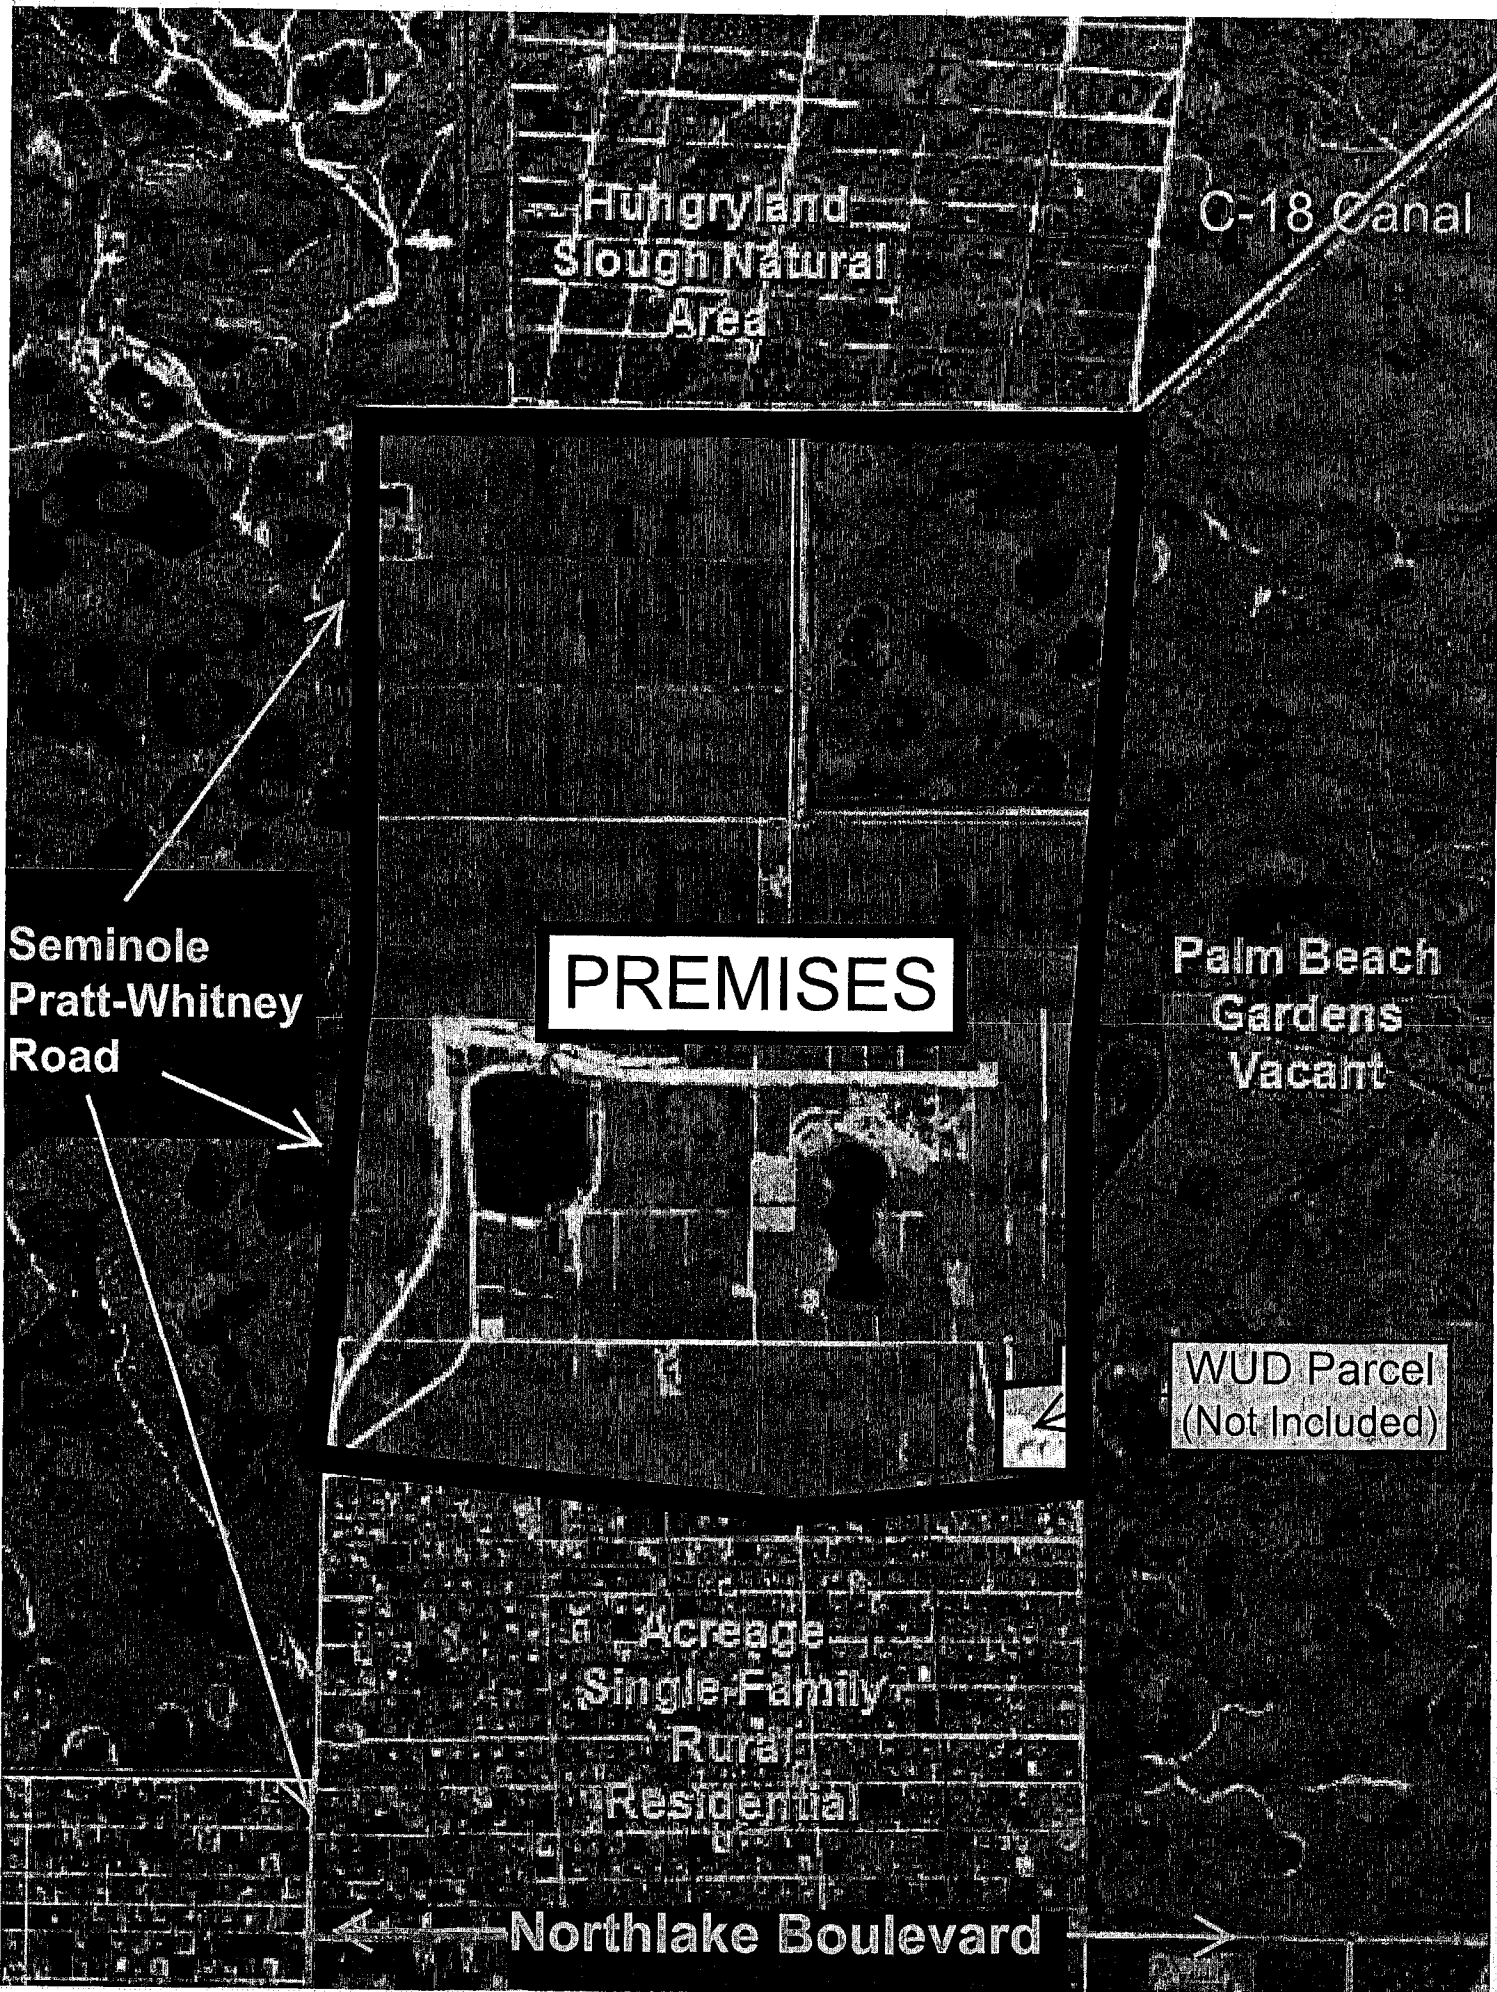 Hungryland
Slough Natural
Area
C-18 Canal
Seminole
Pratt-Whitney
Road
PREMISES
Palm Beach
Gardens
Vacant
WUD Parcel
(Not Included)
Acreage
Single-Family
Rural
Residential
Northlake Boulevard